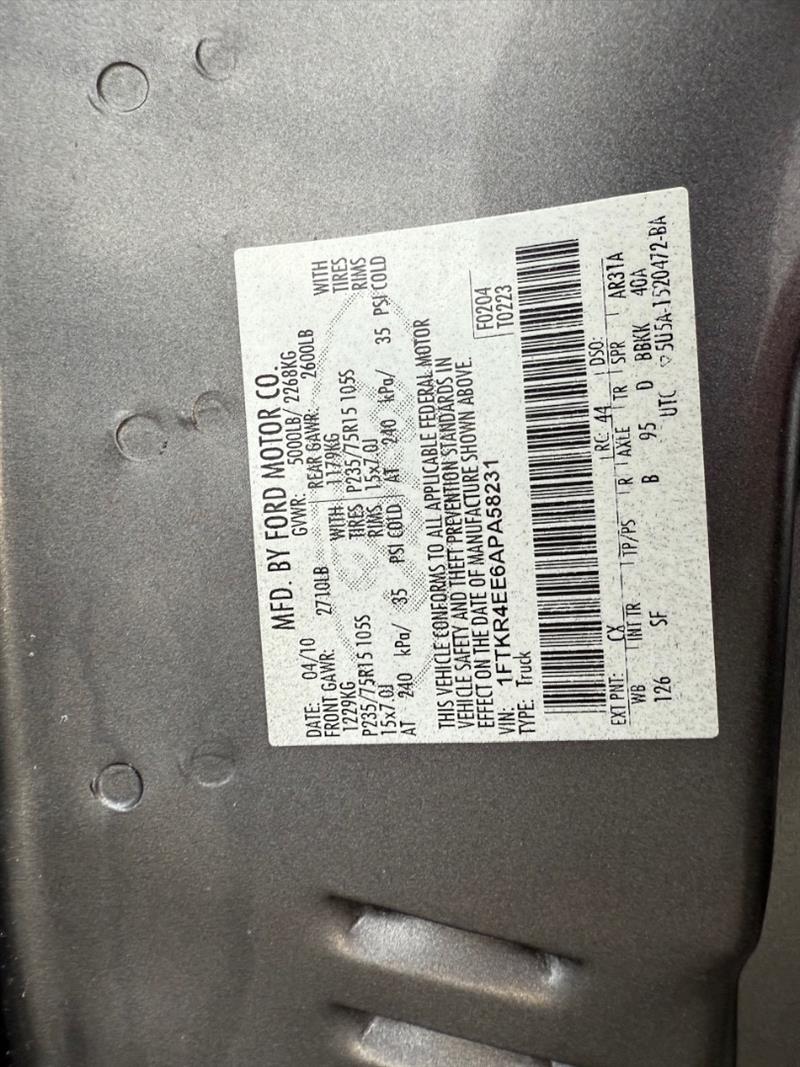 MFD. BY FORD MOTOR CO.
DATE: 04/10 GVWR: 5000LB/ 2268KG
FRONT GAWR: 2710LB REAR GAWR: 2600LB
1229KG WITH 1179KG WITH
P235/75R15 105S TIRES P235/75R15 105S TIRES
15x7.0J RIMS 15x7.0J RIMS
AT 240 kPa/ 35 PSI COLD AT 240 kPa/ 35 PSI COLD
THIS VEHICLE CONFORMS TO ALL APPLICABLE FEDERAL MOTOR
VEHICLE SAFETY AND THEFT PREVENTION STANDARDS IN
EFFECT ON THE DATE OF MANUFACTURE SHOWN ABOVE.
VIN: 1FTKR4EE6APA58231 F0204
TYPE: Truck T0223
EXT PNT: CX RC: 44 DSO:
WB INT TR TP/PS R AXLE TR SPR AR31A
126 SF B 95 D BBKK 40A
UTC ▽ 5U5A-1520472-BA